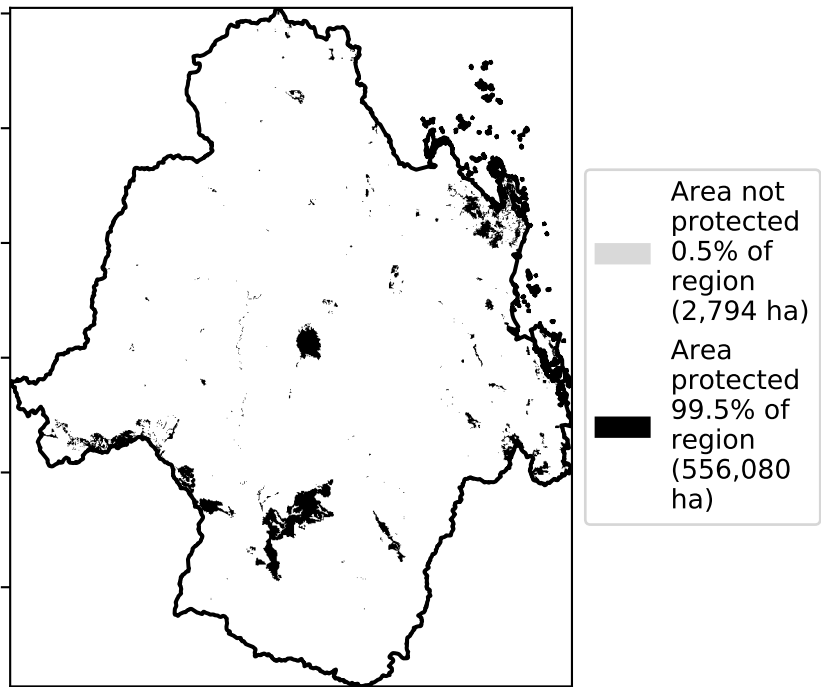 Area not
protected
0.5% of
region
(2,794 ha)
Area
protected
99.5% of
region
(556,080
ha)